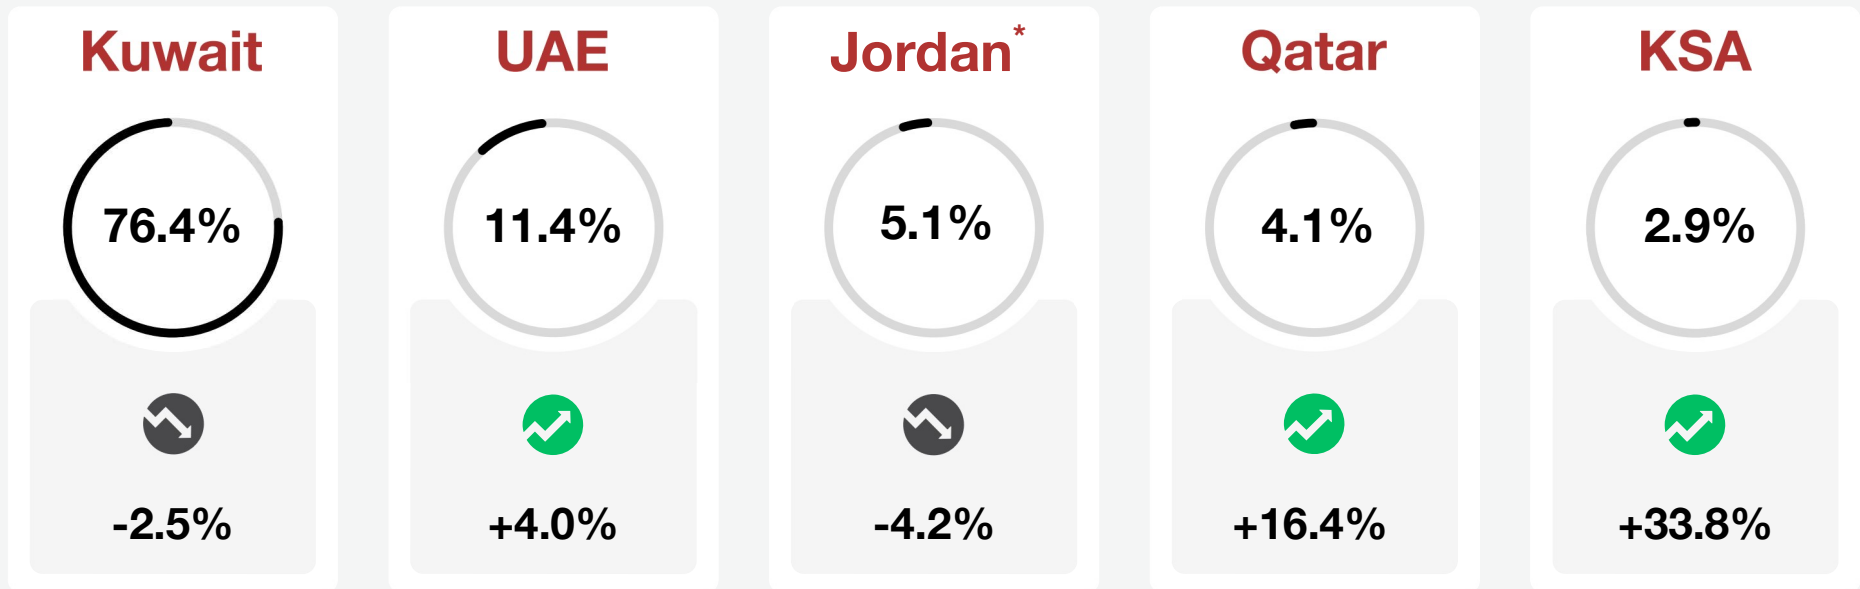 Kuwait
76.4%
-2.5%
UAE
11.4%
+4.0%
Jordan*
5.1%
-4.2%
Qatar
4.1%
+16.4%
KSA
2.9%
+33.8%